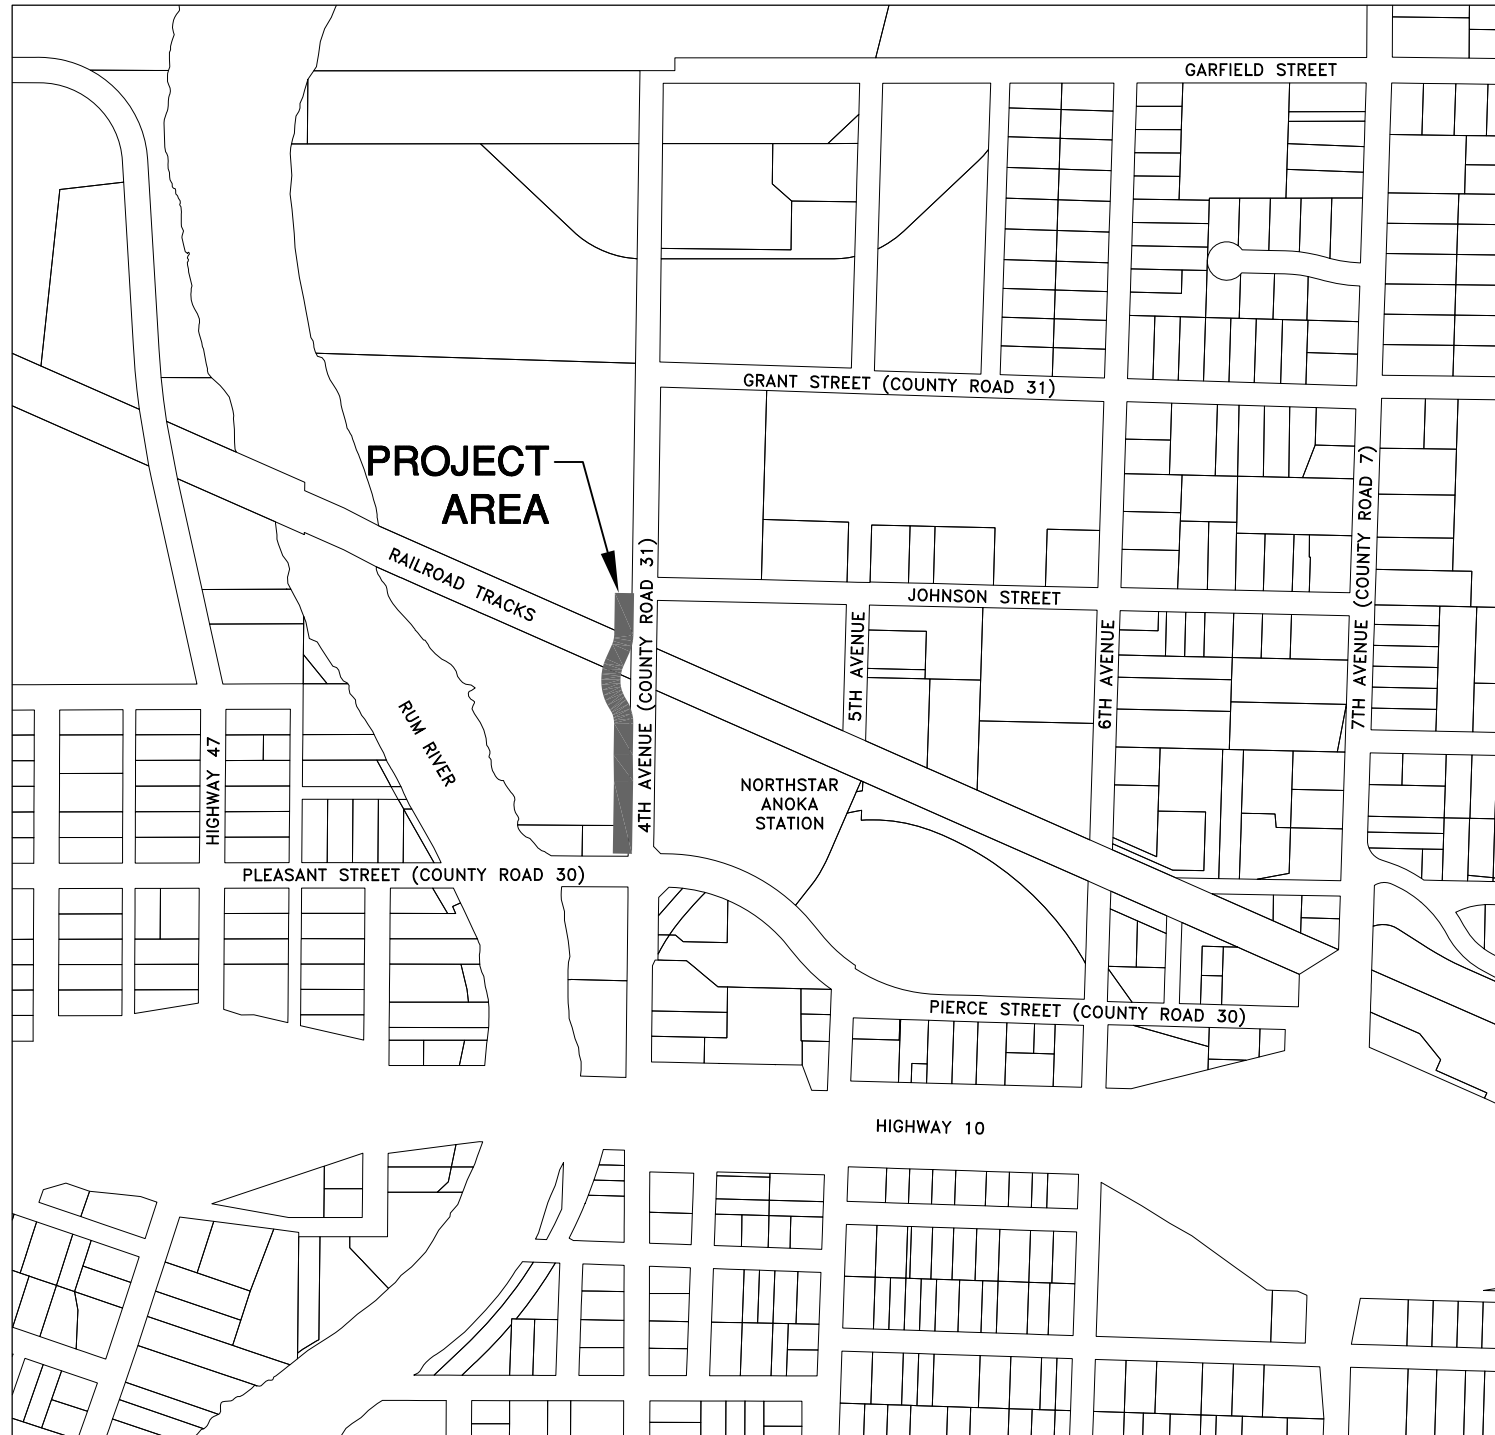 GARFIELD STREET
GRANT STREET (COUNTY ROAD 31)
PROJECT
AREA
RAILROAD TRACKS
4TH AVENUE (COUNTY ROAD 31)
JOHNSON STREET
5TH AVENUE
6TH AVENUE
7TH AVENUE (COUNTY ROAD 7)
RUM RIVER
HIGHWAY 47
NORTHSTAR
ANOKA
STATION
PLEASANT STREET (COUNTY ROAD 30)
PIERCE STREET (COUNTY ROAD 30)
HIGHWAY 10